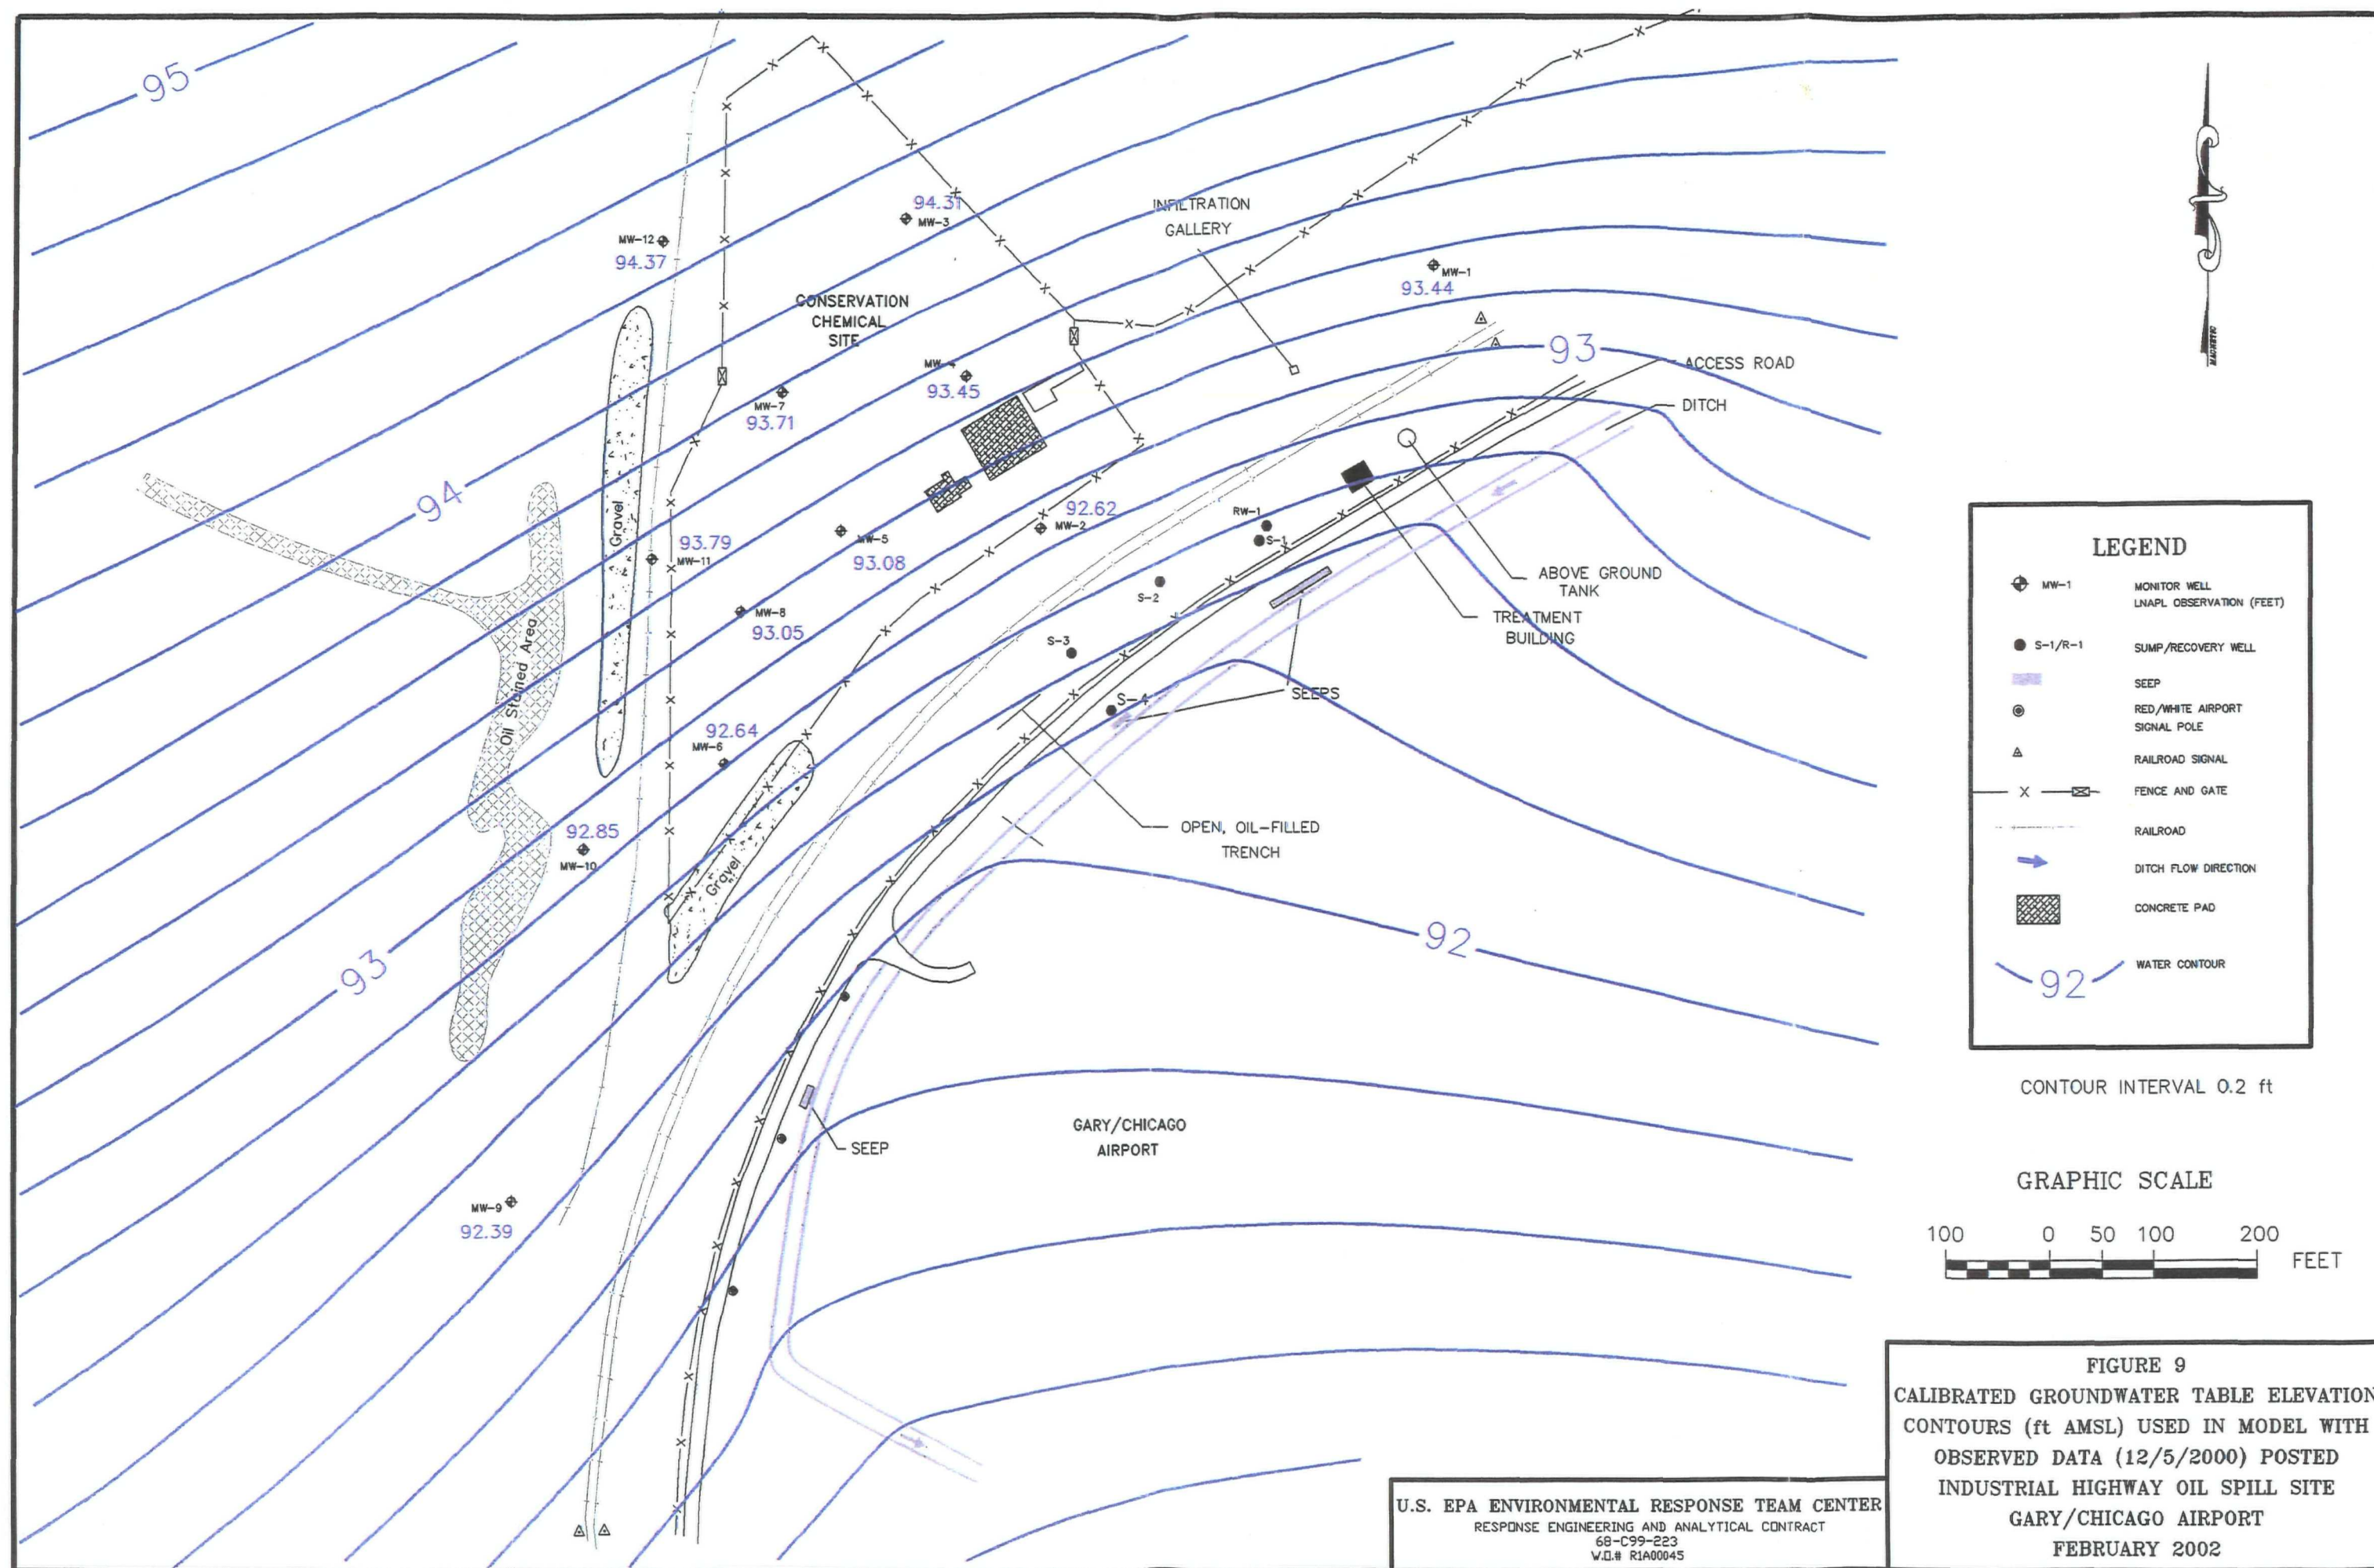 95
94.31
MW-3
MW-12
94.37
INFILTRATION
GALLERY
MW-1
93.44
CONSERVATION
CHEMICAL
SITE
93
ACCESS ROAD
DITCH
MW-4
93.45
MW-7
93.71
94
Gravel
92.62
MW-2
RW-1
S-1
MW-5
93.08
93.79
MW-11
S-2
ABOVE GROUND
TANK
TREATMENT
BUILDING
MW-8
93.05
S-3
Oil Stained Area
SEEPS
S-4
92.64
MW-6
OPEN, OIL-FILLED
TRENCH
92.85
MW-10
Gravel
93
92
SEEP
GARY/CHICAGO
AIRPORT
MW-9
92.39
MAGNETIC
LEGEND
MW-1
MONITOR WELL
LNAPL OBSERVATION (FEET)
S-1/R-1
SUMP/RECOVERY WELL
SEEP
RED/WHITE AIRPORT
SIGNAL POLE
RAILROAD SIGNAL
X
FENCE AND GATE
RAILROAD
DITCH FLOW DIRECTION
CONCRETE PAD
92
WATER CONTOUR
CONTOUR INTERVAL 0.2 ft
GRAPHIC SCALE
100 0 50 100 200
FEET
U.S. EPA ENVIRONMENTAL RESPONSE TEAM CENTER
RESPONSE ENGINEERING AND ANALYTICAL CONTRACT
68-C99-223
W.O.# R1A00045
FIGURE 9
CALIBRATED GROUNDWATER TABLE ELEVATION
CONTOURS (ft AMSL) USED IN MODEL WITH
OBSERVED DATA (12/5/2000) POSTED
INDUSTRIAL HIGHWAY OIL SPILL SITE
GARY/CHICAGO AIRPORT
FEBRUARY 2002